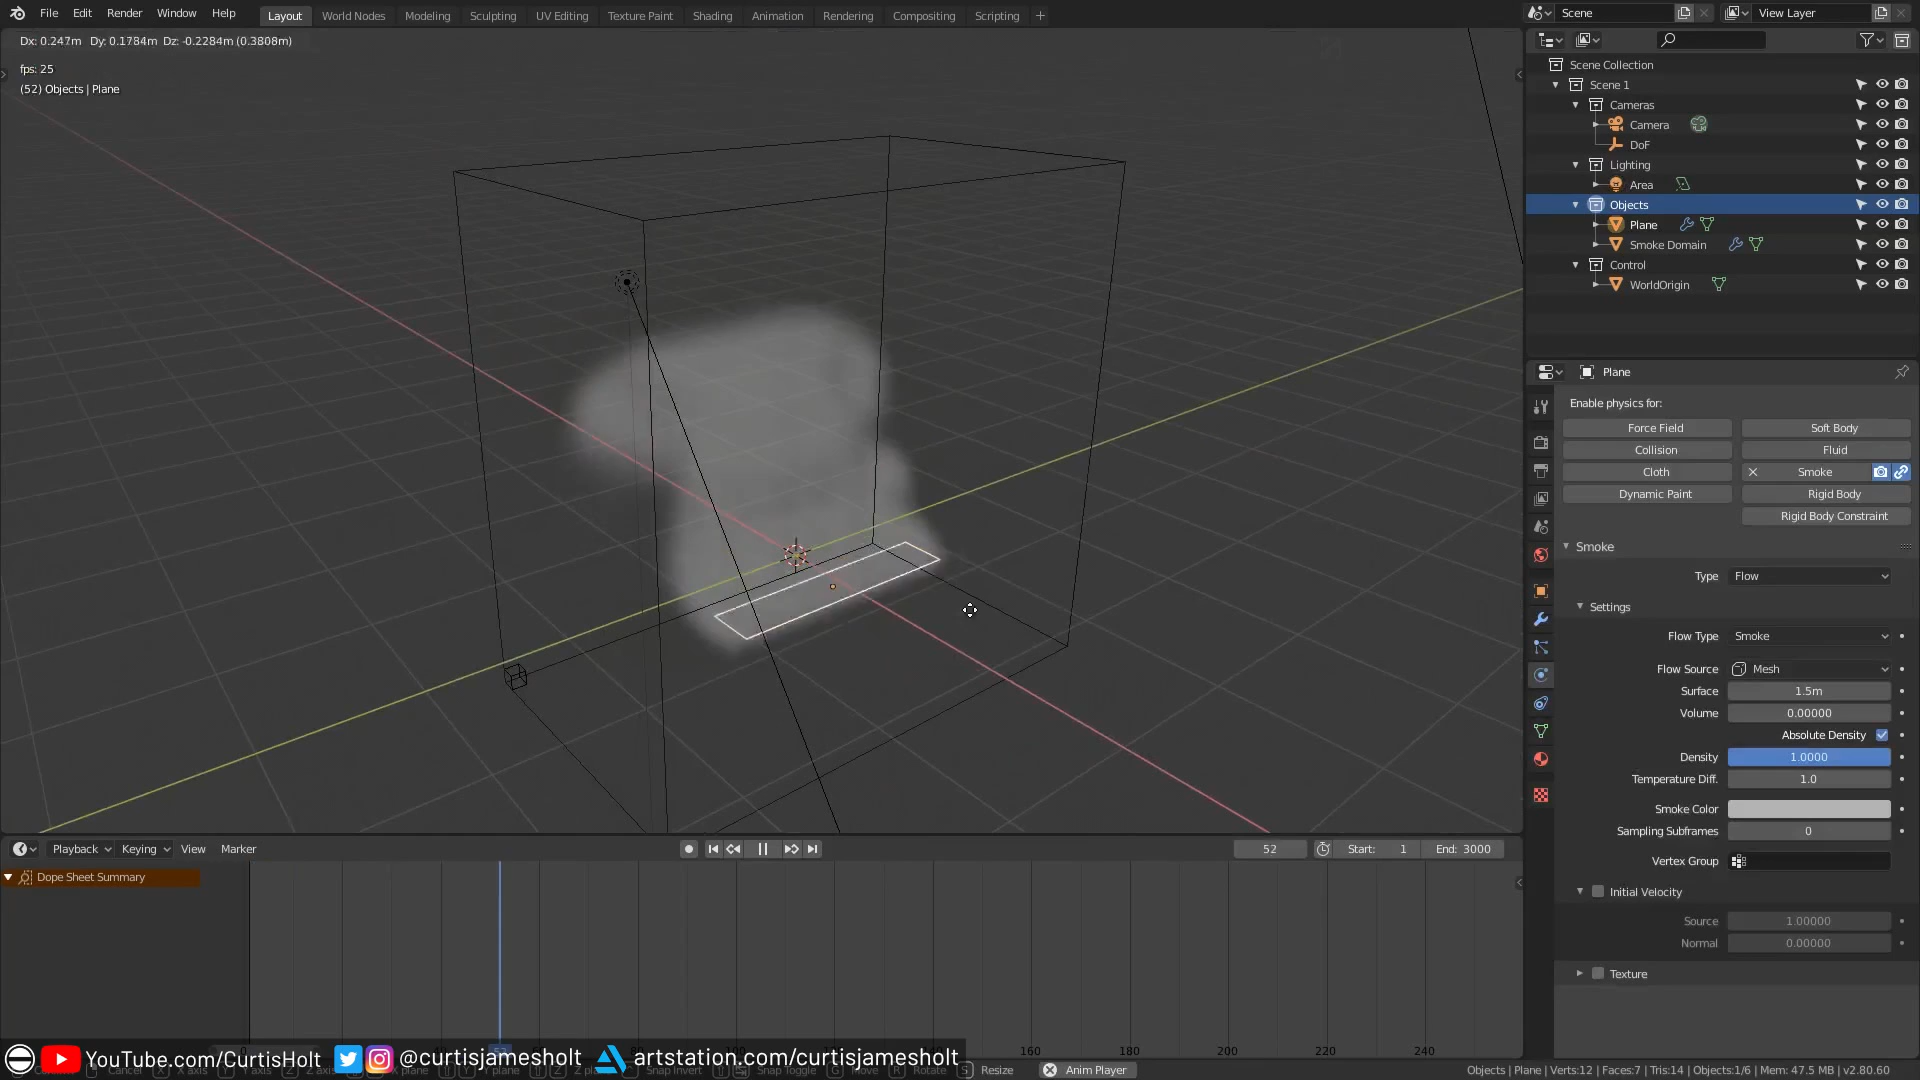 File Edit Render Window Help
Layout World Nodes Modeling Sculpting UV Editing Texture Paint Shading Animation Rendering Compositing Scripting
Scene
View Layer
Dx: 0.247m Dy: 0.1784m Dz: -0.2284m (0.3808m)
fps: 25
(52) Objects | Plane
Scene Collection
Scene 1
Cameras
Camera
DoF
Lighting
Area
Objects
Plane
Smoke Domain
Control
WorldOrigin
Plane
Enable physics for:
Force Field Soft Body
Collision Fluid
Cloth Smoke
Dynamic Paint Rigid Body
Rigid Body Constraint
Smoke
Type Flow
Settings
Flow Type Smoke
Flow Source Mesh
Surface 1.5m
Volume 0.00000
Absolute Density
Density 1.0000
Temperature Diff. 1.0
Smoke Color
Sampling Subframes 0
Vertex Group
Initial Velocity
Source 1.00000
Normal 0.00000
Texture
Playback Keying View Marker
52 Start: 1 End: 3000
Dope Sheet Summary
160 180 200 220 240
YouTube.com/CurtisHolt @curtisjamesholt artstation.com/curtisjamesholt
Resize Anim Player
Objects | Plane | Verts:12 | Faces:7 | Tris:14 | Objects:1/6 | Mem: 47.5 MB | v2.80.60